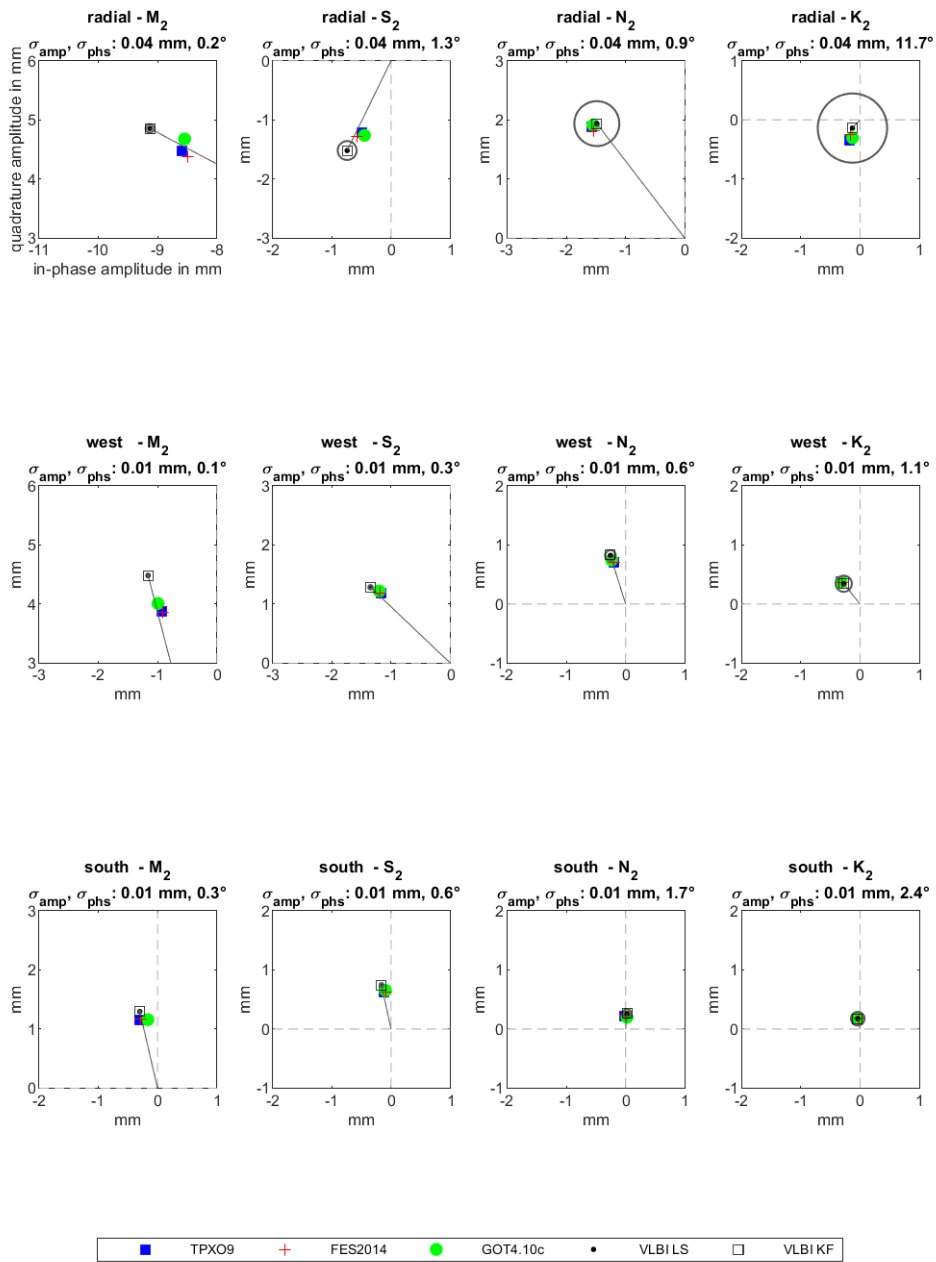 radial - M2
σamp, σphs: 0.04 mm, 0.2°
quadrature amplitude in mm
6
5
4
3
-11
-10
-9
-8
in-phase amplitude in mm
radial - S2
σamp, σphs: 0.04 mm, 1.3°
mm
0
-1
-2
-3
-2
-1
0
1
mm
radial - N2
σamp, σphs: 0.04 mm, 0.9°
mm
3
2
1
0
-3
-2
-1
0
mm
radial - K2
σamp, σphs: 0.04 mm, 11.7°
mm
1
0
-1
-2
-2
-1
0
1
mm
west - M2
σamp, σphs: 0.01 mm, 0.1°
mm
6
5
4
3
-3
-2
-1
0
mm
west - S2
σamp, σphs: 0.01 mm, 0.3°
mm
3
2
1
0
-3
-2
-1
0
mm
west - N2
σamp, σphs: 0.01 mm, 0.6°
mm
2
1
0
-1
-2
-1
0
1
mm
west - K2
σamp, σphs: 0.01 mm, 1.1°
mm
2
1
0
-1
-2
-1
0
1
mm
south - M2
σamp, σphs: 0.01 mm, 0.3°
mm
3
2
1
0
-2
-1
0
1
mm
south - S2
σamp, σphs: 0.01 mm, 0.6°
mm
2
1
0
-1
-2
-1
0
1
mm
south - N2
σamp, σphs: 0.01 mm, 1.7°
mm
2
1
0
-1
-2
-1
0
1
mm
south - K2
σamp, σphs: 0.01 mm, 2.4°
mm
2
1
0
-1
-2
-1
0
1
mm
TPXO9 FES2014 GOT4.10c VLBI LS VLBI KF